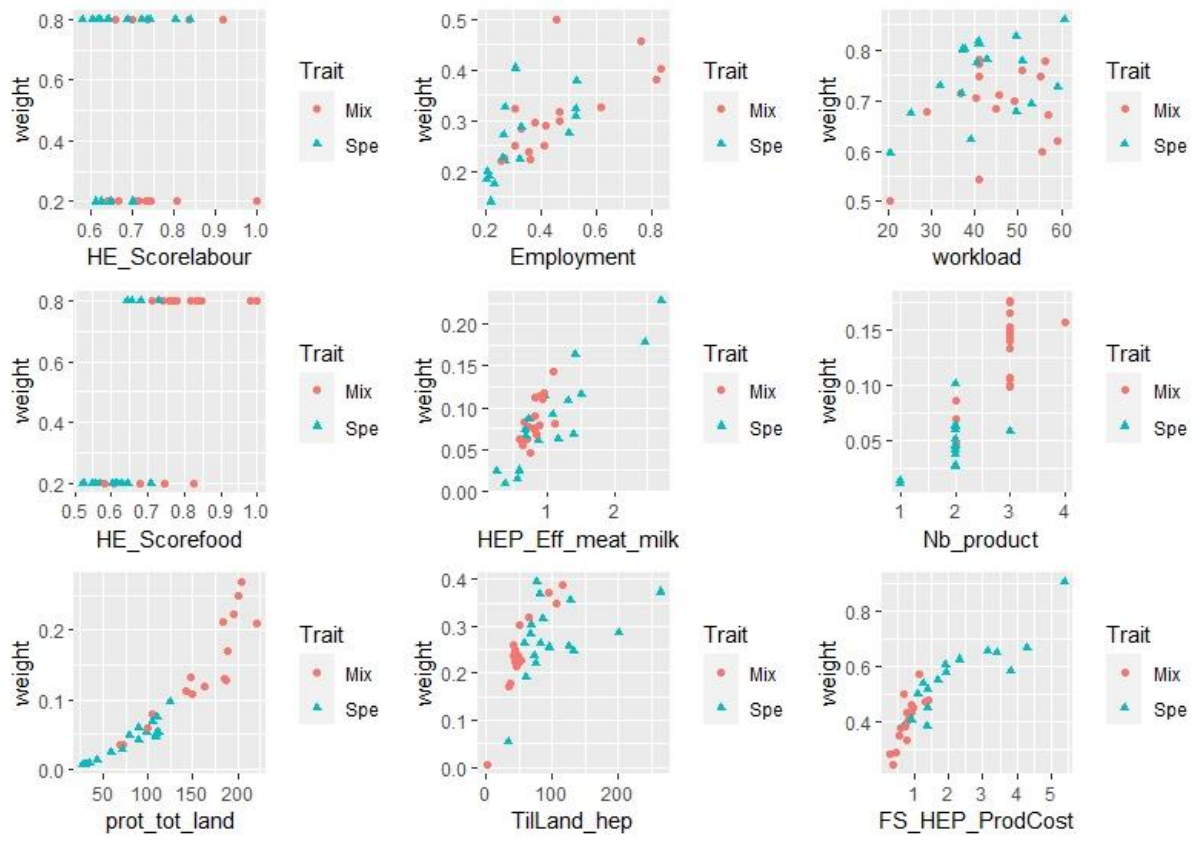 weight
0.8
0.6
0.4
0.2
0.6 0.7 0.8 0.9 1.0
HE_Scorelabour
Trait
Mix
Spe
weight
0.5
0.4
0.3
0.2
0.2 0.4 0.6 0.8
Employment
Trait
Mix
Spe
weight
0.8
0.7
0.6
0.5
20 30 40 50 60
workload
Trait
Mix
Spe
weight
0.8
0.6
0.4
0.2
0.5 0.6 0.7 0.8 0.9 1.0
HE_Scorefood
Trait
Mix
Spe
weight
0.20
0.15
0.10
0.05
0.00
1 2
HEP_Eff_meat_milk
Trait
Mix
Spe
weight
0.15
0.10
0.05
1 2 3 4
Nb_product
Trait
Mix
Spe
weight
0.2
0.1
0.0
50 100 150 200
prot_tot_land
Trait
Mix
Spe
weight
0.4
0.3
0.2
0.1
0.0
0 100 200
TilLand_hep
Trait
Mix
Spe
weight
0.8
0.6
0.4
1 2 3 4 5
FS_HEP_ProdCost
Trait
Mix
Spe